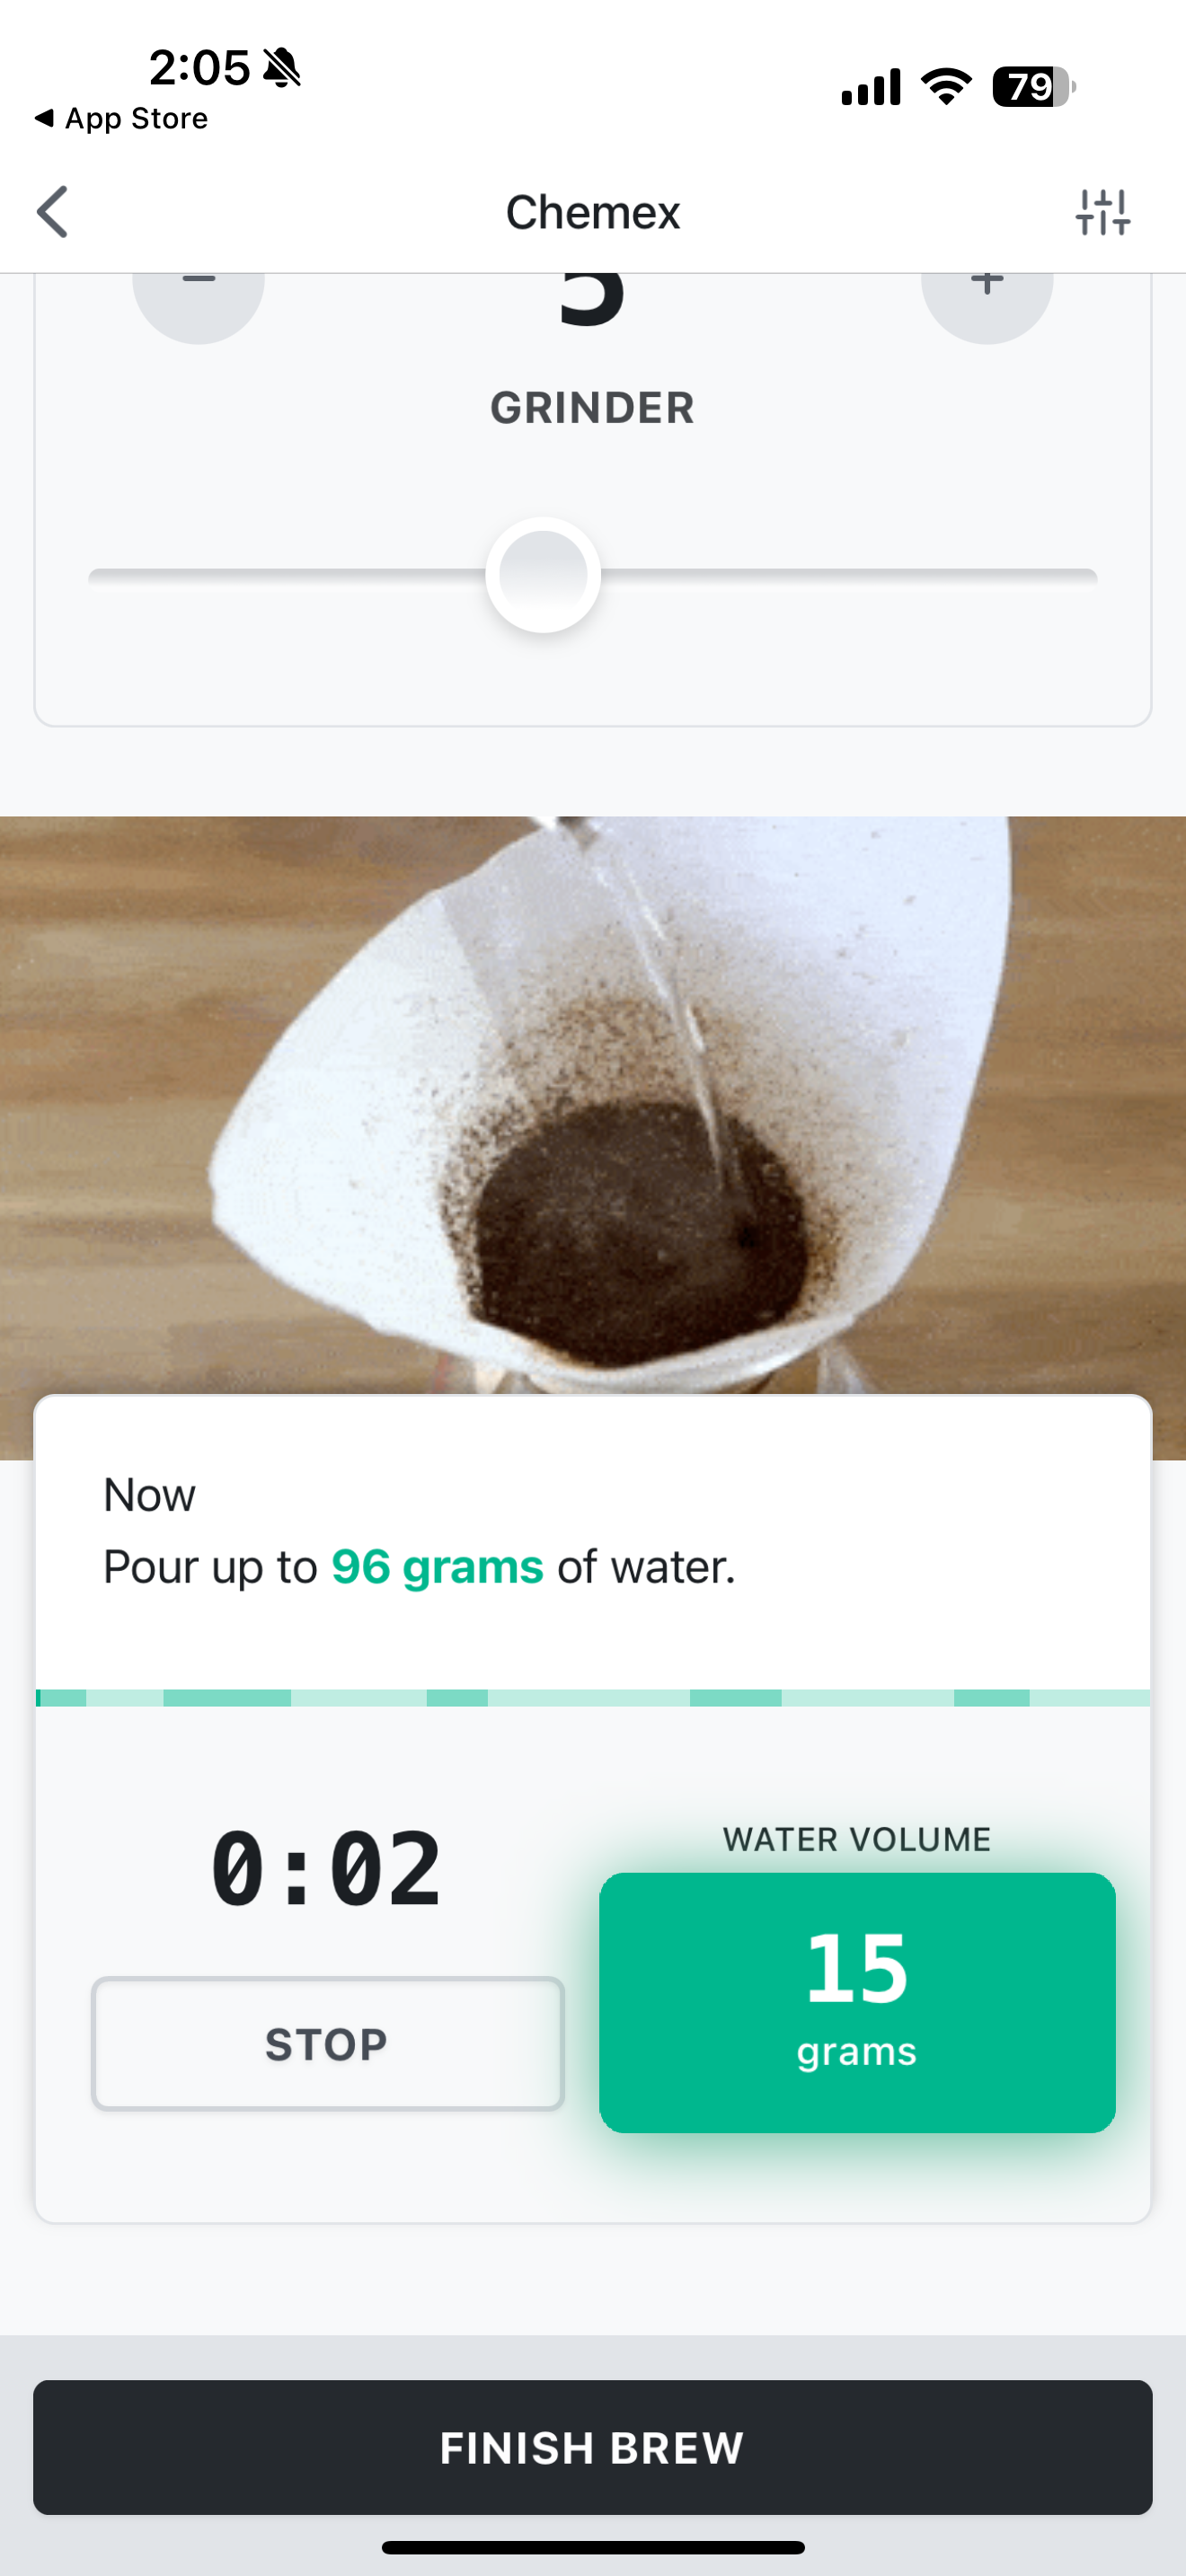 2:05
79
App Store
Chemex
5
GRINDER
Now
Pour up to 96 grams of water.
WATER VOLUME
0:02
15
grams
STOP
FINISH BREW